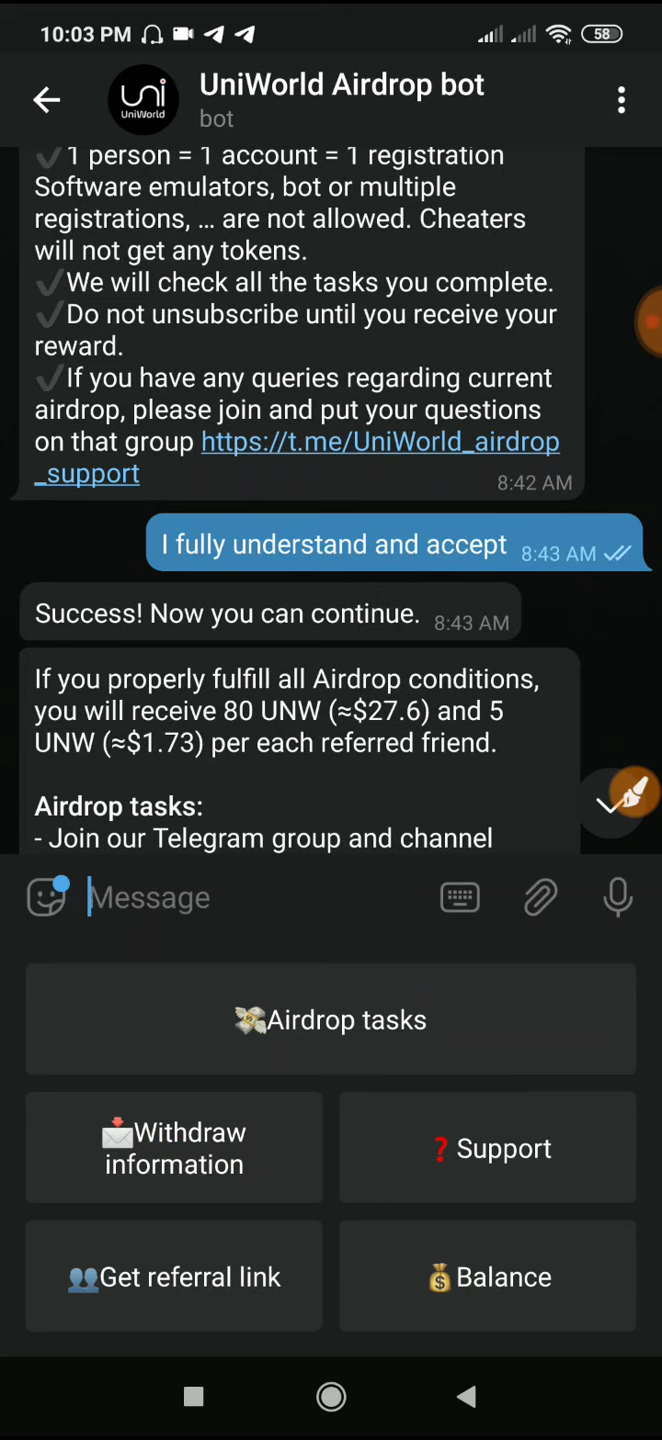 10:03 PM
58
UniWorld Airdrop bot
bot
uni
UniWorld
✔1 person = 1 account = 1 registration
Software emulators, bot or multiple
registrations, ... are not allowed. Cheaters
will not get any tokens.
✔We will check all the tasks you complete.
✔Do not unsubscribe until you receive your
reward.
✔If you have any queries regarding current
airdrop, please join and put your questions
on that group https://t.me/UniWorld_airdrop
_support
8:42 AM
I fully understand and accept 8:43 AM
Success! Now you can continue. 8:43 AM
If you properly fulfill all Airdrop conditions,
you will receive 80 UNW (≈$27.6) and 5
UNW (≈$1.73) per each referred friend.
Airdrop tasks:
- Join our Telegram group and channel
Message
💸Airdrop tasks
📩Withdraw
information
❓Support
👥Get referral link
💰Balance